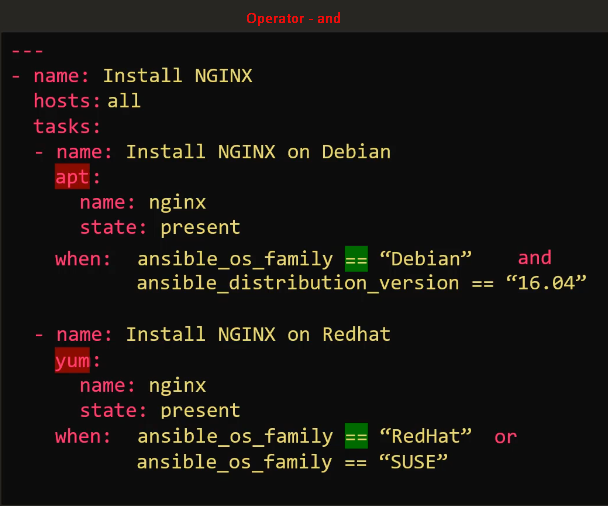 Operator - and
---
- name: Install NGINX
  hosts: all
  tasks:
  - name: Install NGINX on Debian
    apt:
      name: nginx
      state: present
    when:  ansible_os_family == “Debian”    and
           ansible_distribution_version == “16.04”
  - name: Install NGINX on Redhat
    yum:
      name: nginx
      state: present
    when:  ansible_os_family == “RedHat”  or
           ansible_os_family == “SUSE”